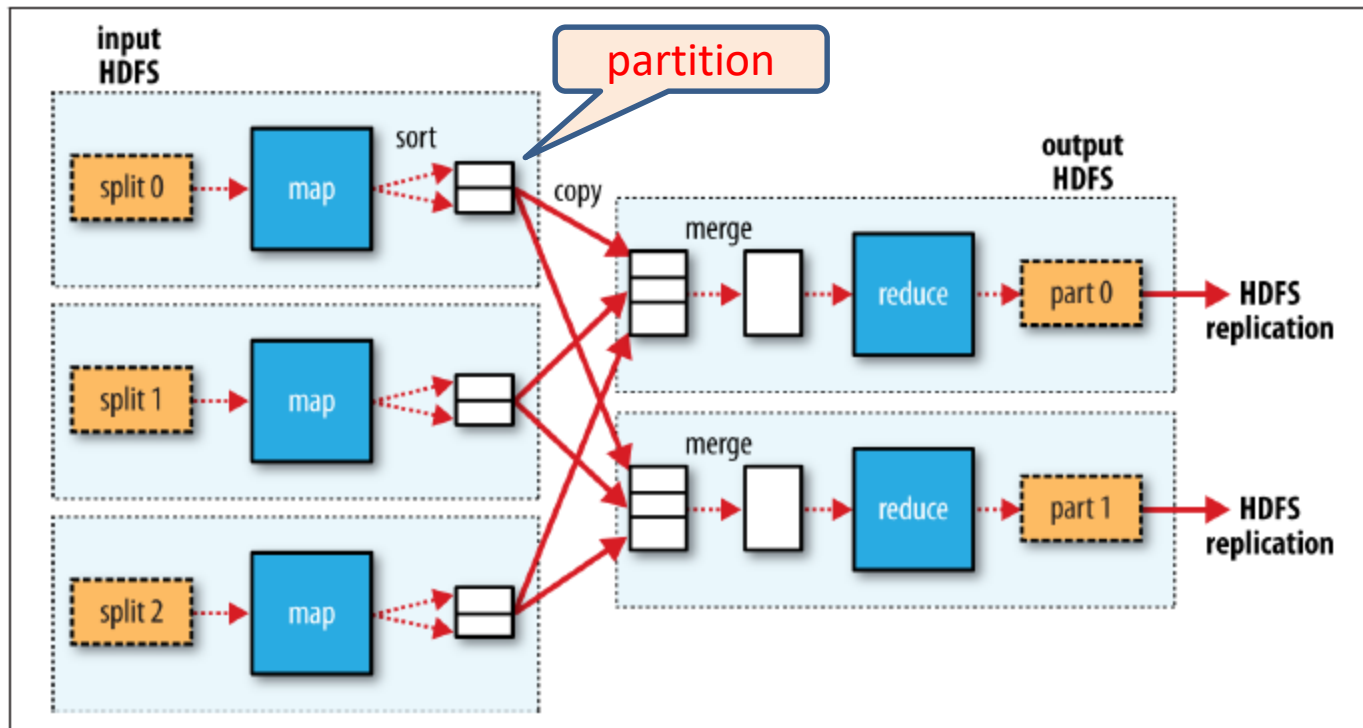 input
HDFS
partition
sort
split 0
map
copy
output
HDFS
merge
reduce
part 0
HDFS
replication
split 1
map
merge
reduce
part 1
HDFS
replication
split 2
map